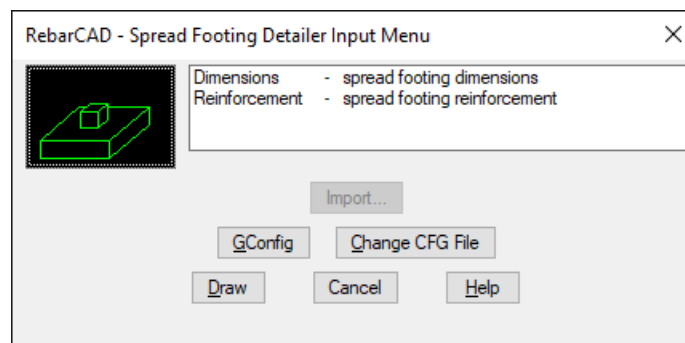 RebarCAD - Spread Footing Detailer Input Menu
Dimensions - spread footing dimensions
Reinforcement - spread footing reinforcement
Import...
GConfig Change CFG File
Draw Cancel Help